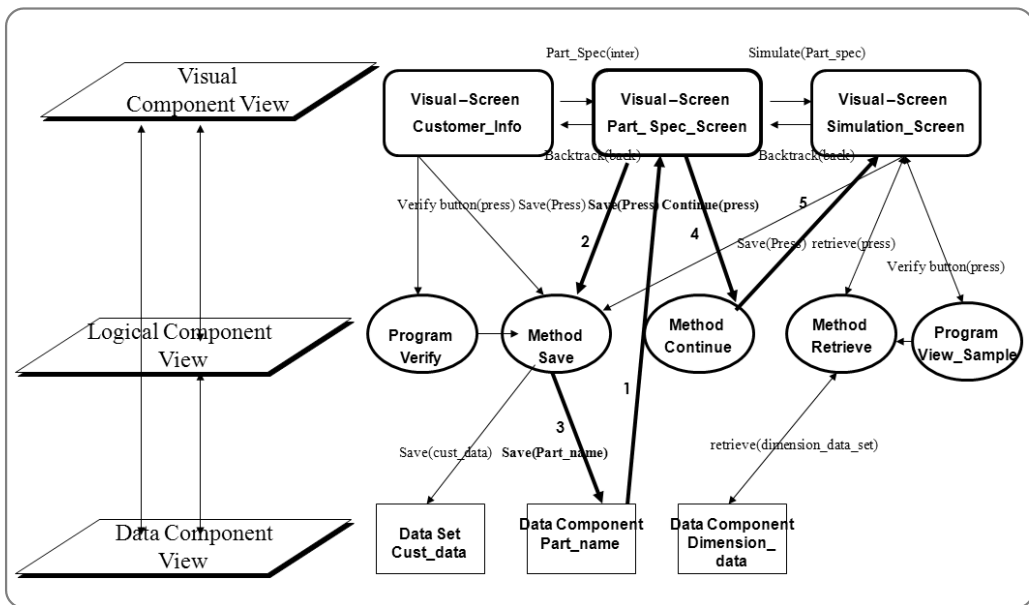 Visual
Component View
Part_Spec(inter)
Simulate(Part_spec)
Visual–Screen
Customer_Info
Visual–Screen
Part_ Spec_Screen
Visual–Screen
Simulation_Screen
Backtrack(back)
Backtrack(back)
Verify button(press)
Save(Press)
Save(Press)
Continue(press)
5
2
4
Save(Press)
retrieve(press)
Verify button(press)
Logical Component
View
Program
Verify
Method
Save
Method
Continue
Method
Retrieve
Program
View_Sample
1
3
Save(cust_data)
Save(Part_name)
retrieve(dimension_data_set)
Data Component
View
Data Set
Cust_data
Data Component
Part_name
Data Component
Dimension_
data